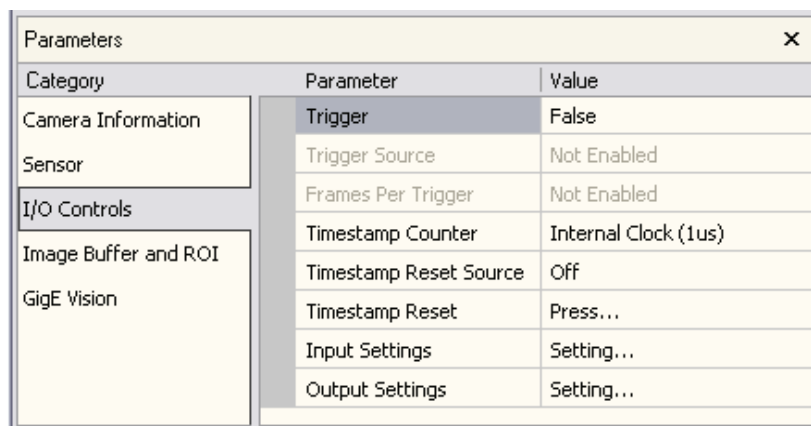 Parameters ×
Category Parameter Value
Camera Information
Sensor
I/O Controls
Image Buffer and ROI
GigE Vision
Trigger False
Trigger Source Not Enabled
Frames Per Trigger Not Enabled
Timestamp Counter Internal Clock (1us)
Timestamp Reset Source Off
Timestamp Reset Press...
Input Settings Setting...
Output Settings Setting...